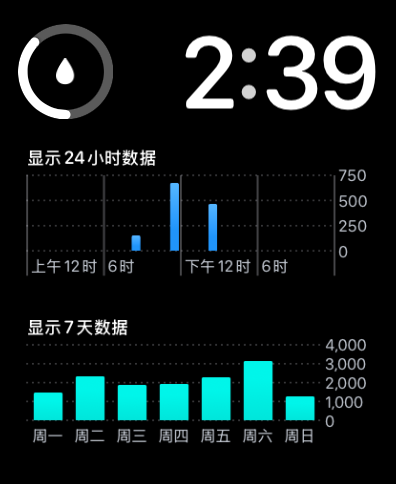 2:39
显示 24 小时数据
750
500
250
0
上午 12 时 6 时 下午 12 时 6 时
显示 7 天数据
4,000
3,000
2,000
1,000
0
周一 周二 周三 周四 周五 周六 周日